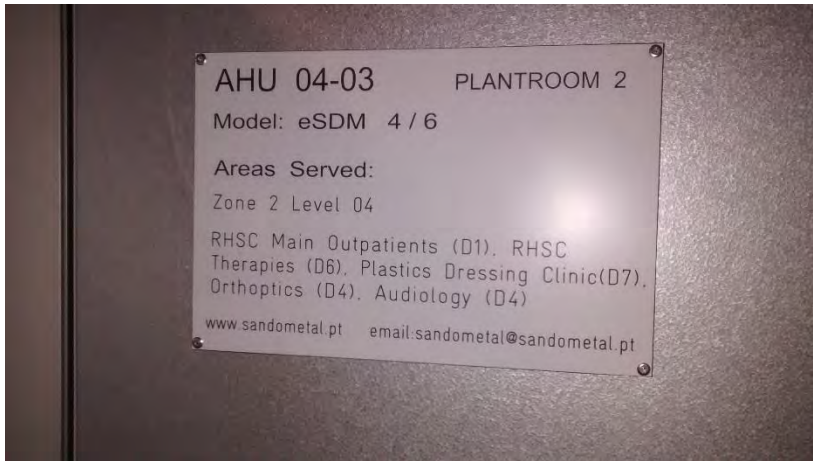 AHU 04-03 PLANTROOM 2
Model: eSDM 4 / 6
Areas Served:
Zone 2 Level 04
RHSC Main Outpatients (D1), RHSC
Therapies (D6), Plastics Dressing Clinic(D7),
Orthoptics (D4), Audiology (D4)
www.sandometal.pt email:sandometal@sandometal.pt